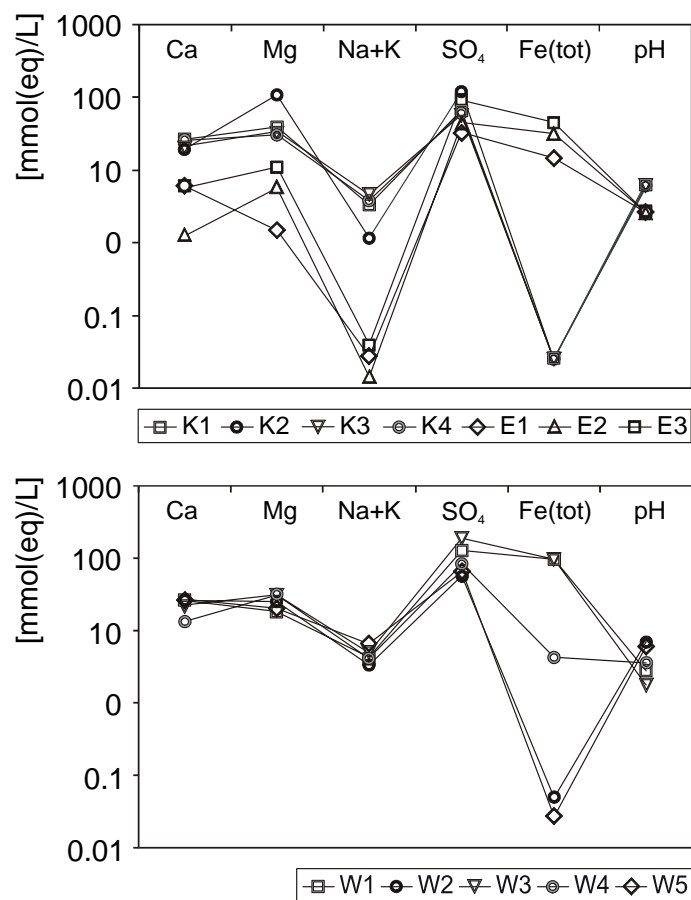 1000
Ca Mg Na+K SO₄ Fe(tot) pH
100
10
0
0.1
0.01
[mmol(eq)/L]
K1 K2 K3 K4 E1 E2 E3
1000
Ca Mg Na+K SO₄ Fe(tot) pH
100
10
0
0.1
0.01
[mmol(eq)/L]
W1 W2 W3 W4 W5